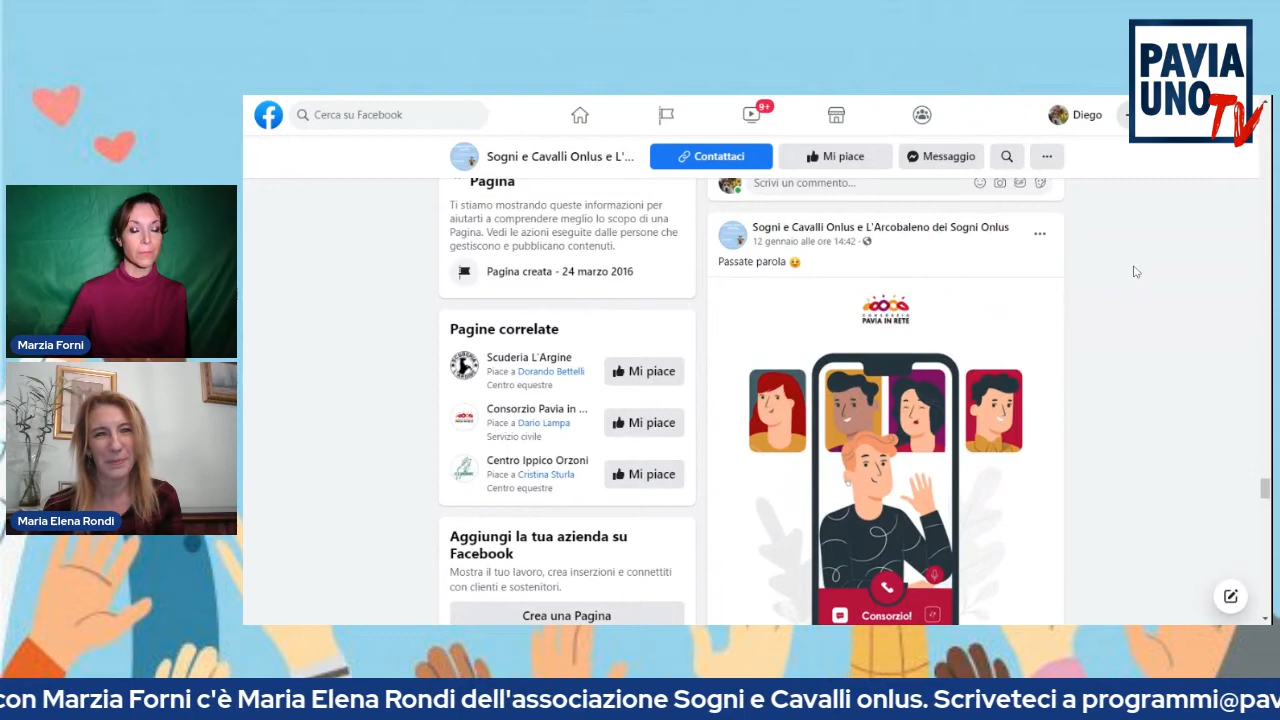 PAVIA
UNO TV
Cerca su Facebook
9+
Diego
Sogni e Cavalli Onlus e L'...
Contattaci
Mi piace
Messaggio
Pagina
Ti stiamo mostrando queste informazioni per
aiutarti a comprendere meglio lo scopo di una
Pagina. Vedi le azioni eseguite dalle persone che
gestiscono e pubblicano contenuti.
Pagina creata - 24 marzo 2016
Pagine correlate
Scuderia L'Argine
Piace a Dorando Bettelli
Centro equestre
Mi piace
Consorzio Pavia in ...
Piace a Dario Lampa
Servizio civile
Mi piace
Centro Ippico Orzoni
Piace a Cristina Sturla
Centro equestre
Mi piace
Aggiungi la tua azienda su
Facebook
Mostra il tuo lavoro, crea inserzioni e connettiti
con clienti e sostenitori.
Crea una Pagina
Scrivi un commento...
Sogni e Cavalli Onlus e L'Arcobaleno dei Sogni Onlus
12 gennaio alle ore 14:42
Passate parola
CONSORZIO
PAVIA IN RETE
Consorzio!
Marzia Forni
Maria Elena Rondi
con Marzia Forni c'è Maria Elena Rondi dell'associazione Sogni e Cavalli onlus. Scriveteci a programmi@pav